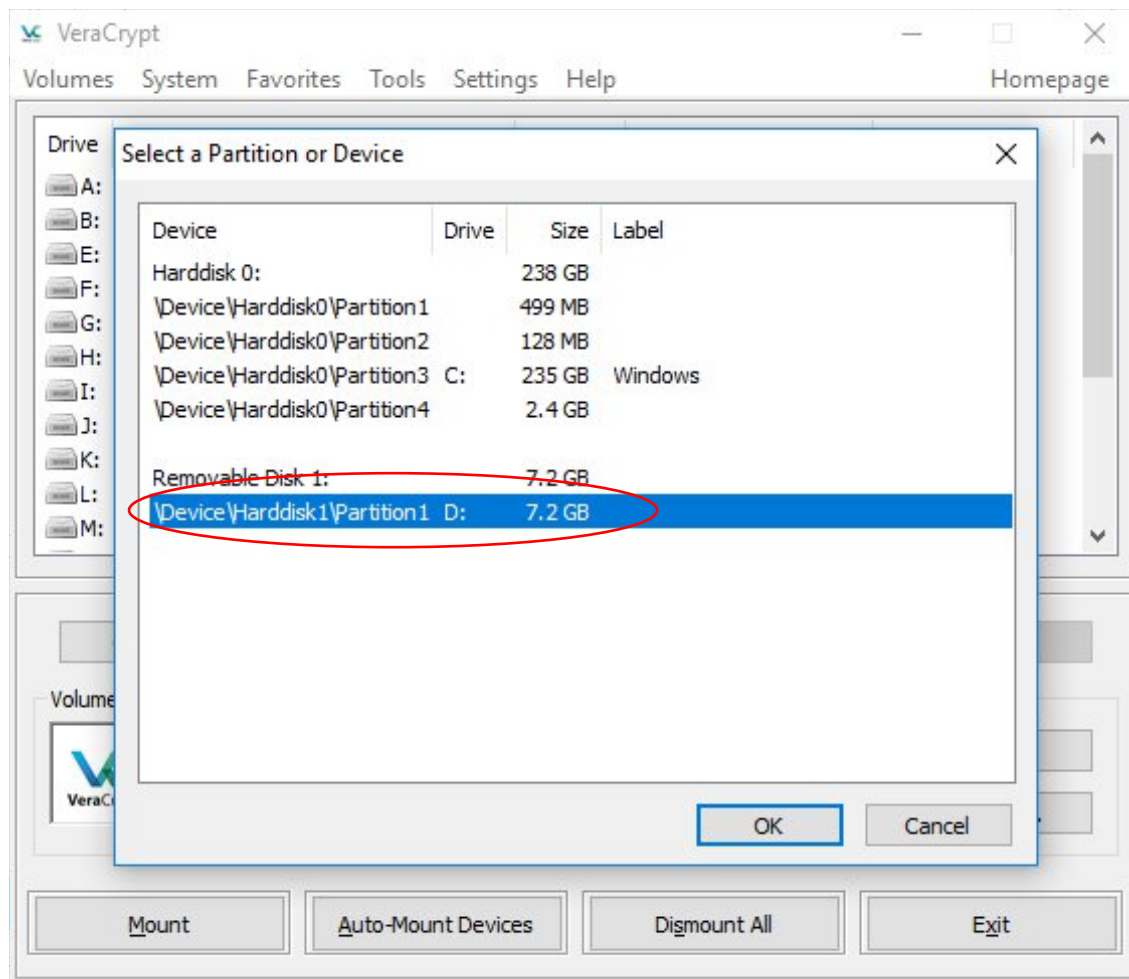 VeraCrypt
Volumes System Favorites Tools Settings Help Homepage
Drive
Select a Partition or Device
A:
B:
E:
F:
G:
H:
I:
J:
K:
L:
M:
Device Drive Size Label
Harddisk 0: 238 GB
\Device\Harddisk0\Partition1 499 MB
\Device\Harddisk0\Partition2 128 MB
\Device\Harddisk0\Partition3 C: 235 GB Windows
\Device\Harddisk0\Partition4 2.4 GB
Removable Disk 1: 7.2 GB
\Device\Harddisk1\Partition1 D: 7.2 GB
Volume
OK Cancel
Mount Auto-Mount Devices Dismount All Exit